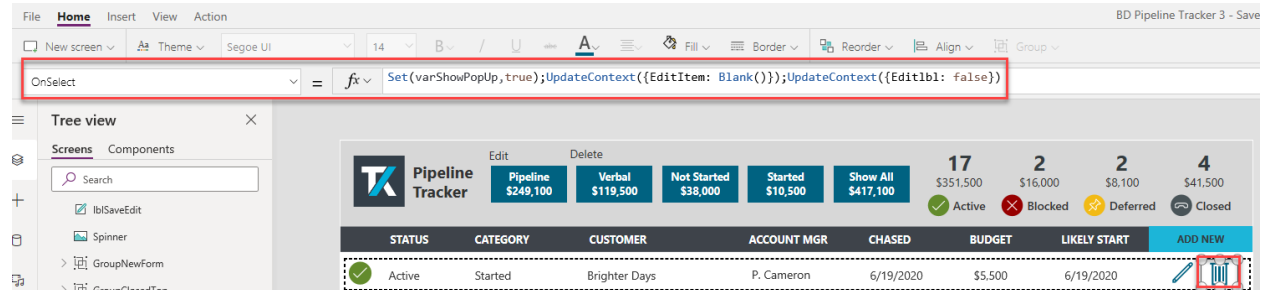 File Home Insert View Action BD Pipeline Tracker 3 - Save
New screen Aa Theme Segoe UI 14 B / U abc A Fill Border Reorder Align Group
OnSelect = fx Set(varShowPopUp,true);UpdateContext({EditItem: Blank()});UpdateContext({Editlbl: false})
Tree view
Screens Components
Search
lblSaveEdit
Spinner
GroupNewForm
GroupClosedTop
Edit Delete
TK Pipeline Tracker
Pipeline Verbal Not Started Started Show All
$249,100 $119,500 $38,000 $10,500 $417,100
17 2 2 4
$351,500 $16,000 $8,100 $41,500
Active Blocked Deferred Closed
STATUS CATEGORY CUSTOMER ACCOUNT MGR CHASED BUDGET LIKELY START ADD NEW
Active Started Brighter Days P. Cameron 6/19/2020 $5,500 6/19/2020